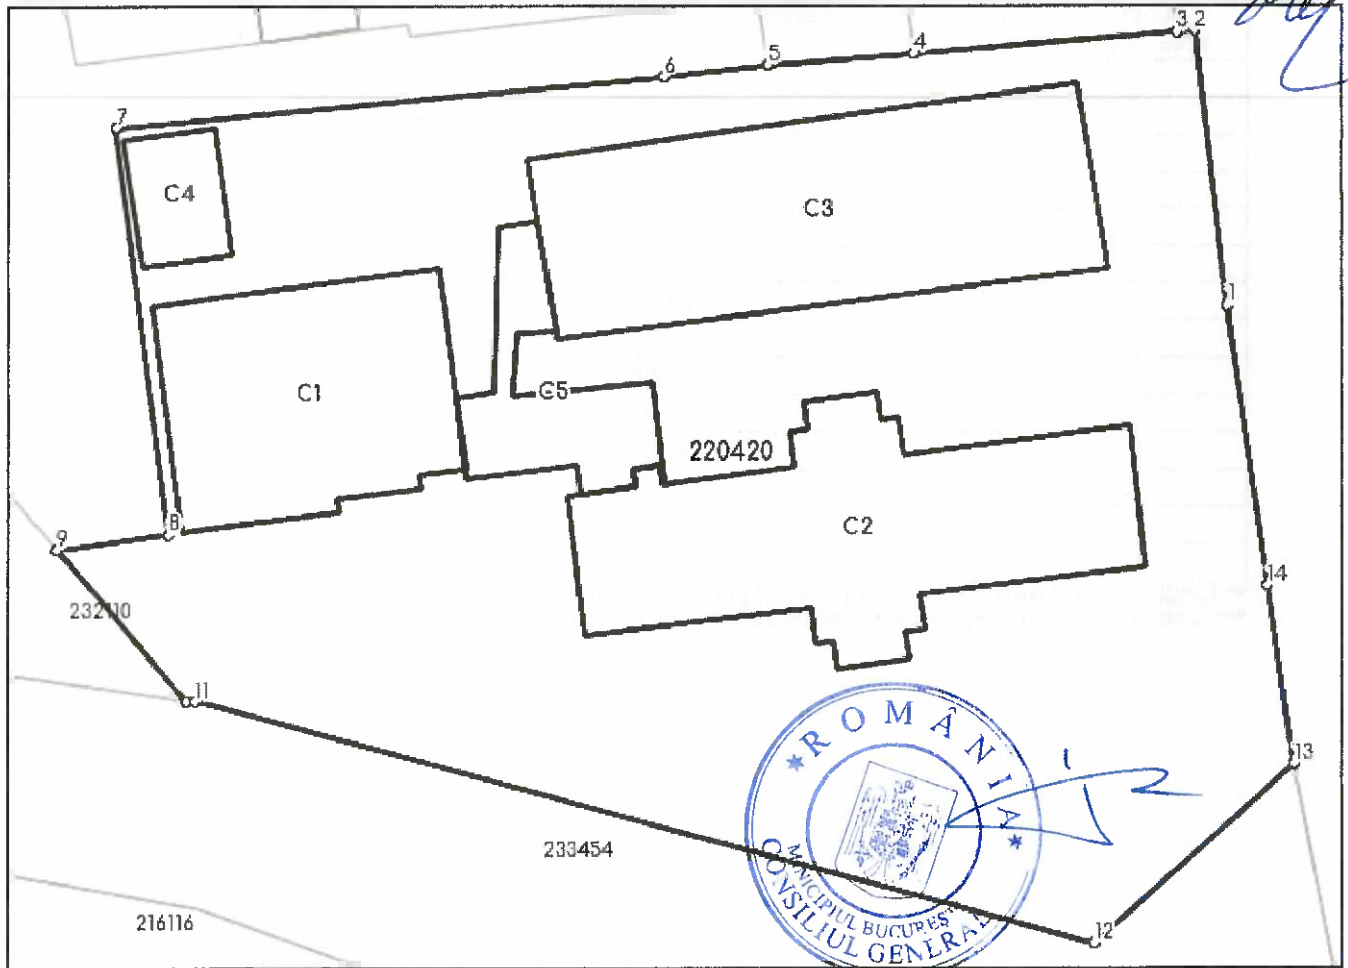 3 2
4
5
6
7
C4
C3
1
C1
C5
220420
C2
8
9
14
232110
11
13
233454
12
216116
* ROMÂNIA *
MUNICIPIUL BUCUREȘTI
CONSILIUL GENERAL